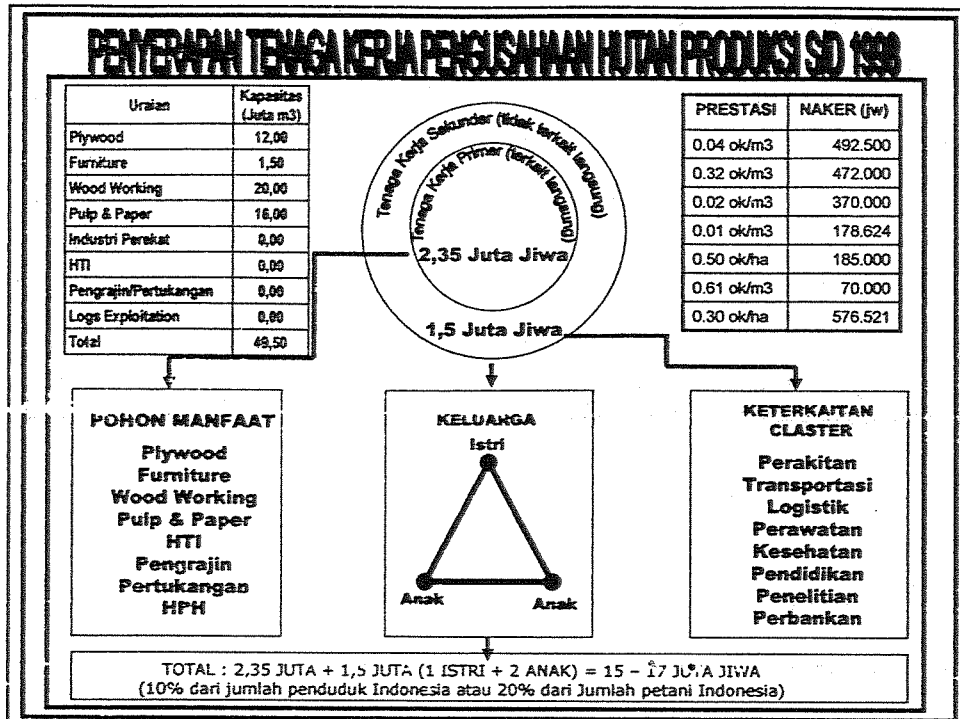 PENYERAPAN TENAGA KERJA PENGUSAHAAN HUTAN PRODUKSI S/D 1998
Uraian Kapasitas (Juta m3)
Plywood 12,00
Furniture 1,50
Wood Working 20,00
Pulp & Paper 16,00
Industri Perekat 0,00
HTI 0,00
Pengrajin/Pertukangan 0,00
Logs Exploitation 0,00
Total 49,50
Tenaga Kerja Sekunder (tidak terkait langsung)
Tenaga Kerja Primer (terkait langsung)
2,35 Juta Jiwa
1,5 Juta Jiwa
PRESTASI NAKER (jw)
0.04 ok/m3 492.500
0.32 ok/m3 472.000
0.02 ok/m3 370.000
0.01 ok/m3 178.624
0.50 ok/ha 185.000
0.61 ok/m3 70.000
0.30 ok/ha 576.521
POHON MANFAAT
Plywood
Furniture
Wood Working
Pulp & Paper
HTI
Pengrajin
Pertukangan
HPH
KELUARGA
Istri
Anak Anak
KETERKAITAN
CLASTER
Perakitan
Transportasi
Logistik
Perawatan
Kesehatan
Pendidikan
Penelitian
Perbankan
TOTAL : 2,35 JUTA + 1,5 JUTA (1 ISTRI + 2 ANAK) = 15 – 17 JUTA JIWA
(10% dari jumlah penduduk Indonesia atau 20% dari Jumlah petani Indonesia)